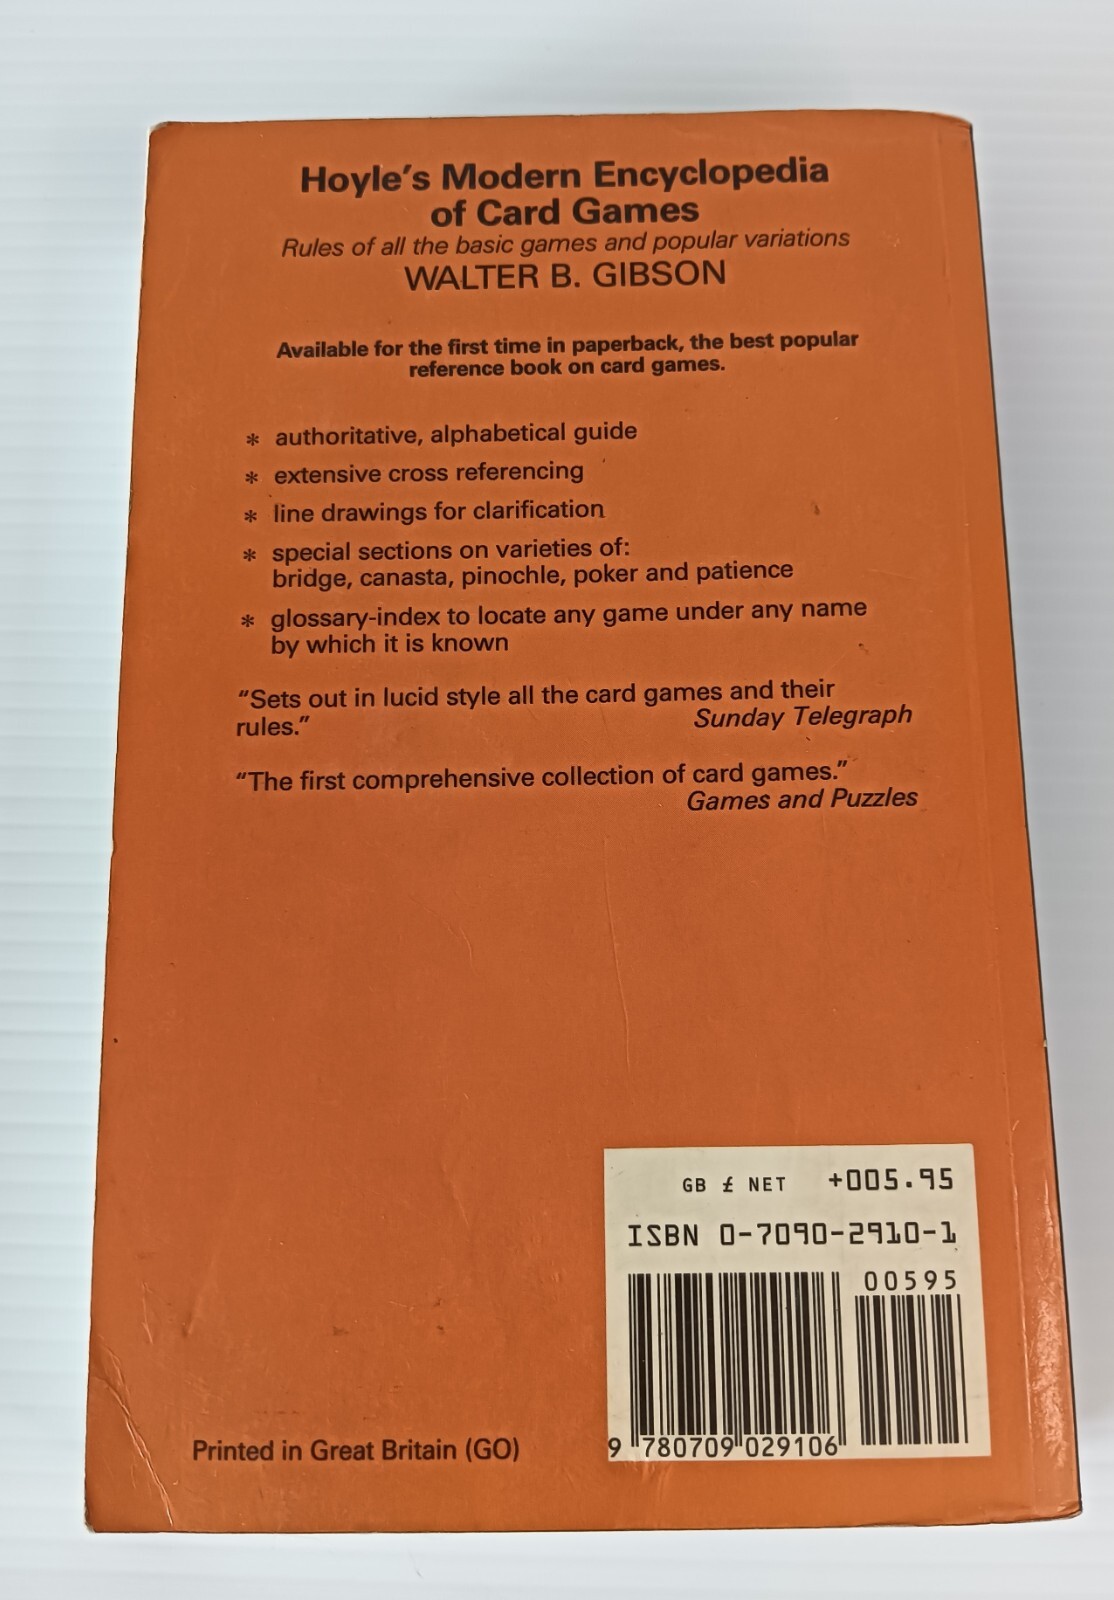 Hoyle's Modern Encyclopedia
of Card Games
Rules of all the basic games and popular variations
WALTER B. GIBSON
Available for the first time in paperback, the best popular
reference book on card games.
* authoritative, alphabetical guide
* extensive cross referencing
* line drawings for clarification
* special sections on varieties of:
bridge, canasta, pinochle, poker and patience
* glossary-index to locate any game under any name
by which it is known
"Sets out in lucid style all the card games and their
rules." Sunday Telegraph
"The first comprehensive collection of card games."
Games and Puzzles
GB £ NET +005.95
ISBN 0-7090-2910-1
00595
9 780709 029106
Printed in Great Britain (GO)